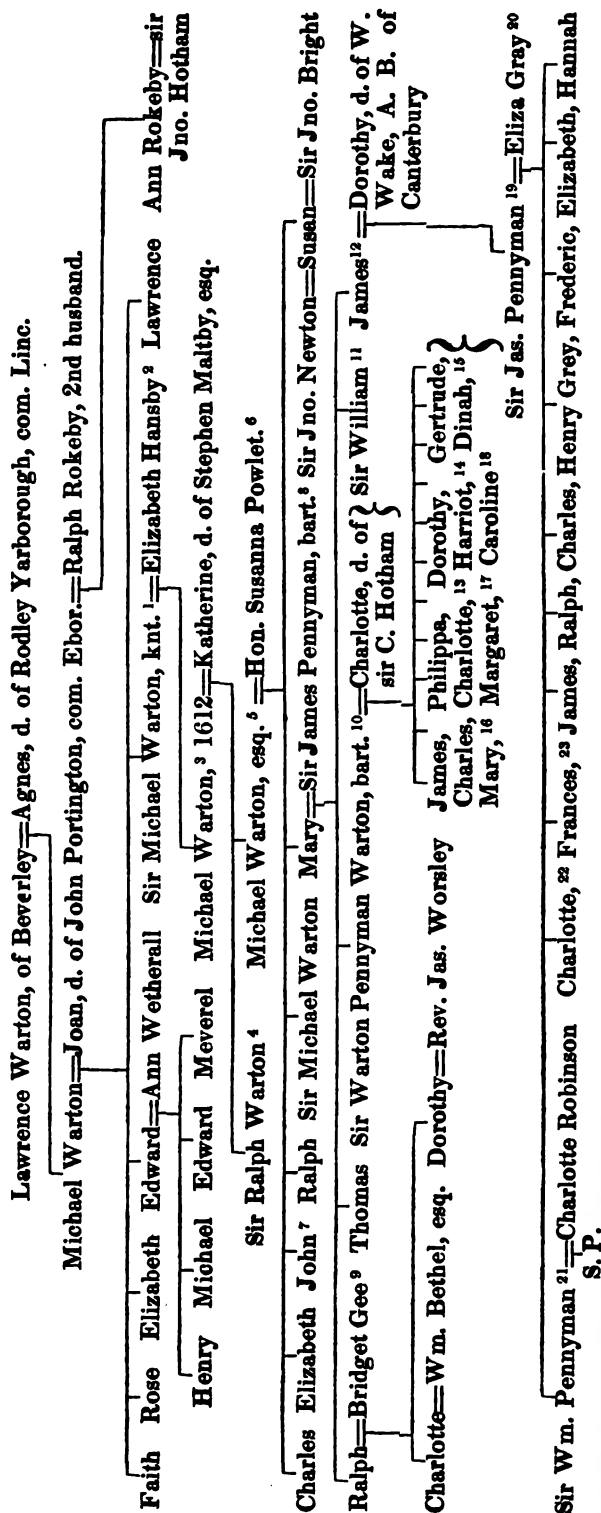 Lawrence Warton, of Beverley=Agnes, d. of Rodley Yarborough, com. Linc.
Michael Warton=Joan, d. of John Portington, com. Ebor.=Ralph Rokeby, 2nd husband.
Faith Rose Elizabeth Edward=Ann Wetherall Sir Michael Warton, knt. 1=Elizabeth Hansby 2 Lawrence Ann Rokeby=sir
Jno. Hotham
Henry Michael Edward Meverel Michael Warton, 3 1612=Katherine, d. of Stephen Maltby, esq.
Sir Ralph Warton 4 Michael Warton, esq. 5=Hon. Susanna Powlet. 6
Charles Elizabeth John 7 Ralph Sir Michael Warton Mary=Sir James Pennyman, bart. 8 Sir Jno. Newton=Susan=Sir Jno. Bright
Ralph=Bridget Gee 9 Thomas Sir Warton Pennyman Warton, bart. 10=Charlotte, d. of } Sir William 11 James 12=Dorothy, d. of W.
sir C. Hotham } Wake, A. B. of
Canterbury
Charlotte=Wm. Bethel, esq. Dorothy=Rev. Jas. Worsley
James, Philippa, Dorothy, Gertrude, }
Charles, Charlotte, 13 Harriot, 14 Dinah, 15 }
Mary, 16 Margaret, 17 Caroline 18
Sir Jas. Pennyman 19=Eliza Gray 20
Sir Wm. Pennyman 21=Charlotte Robinson Charlotte, 22 Frances, 23 James, Ralph, Charles, Henry Grey, Frederic, Elizabeth, Hannah
S. P.